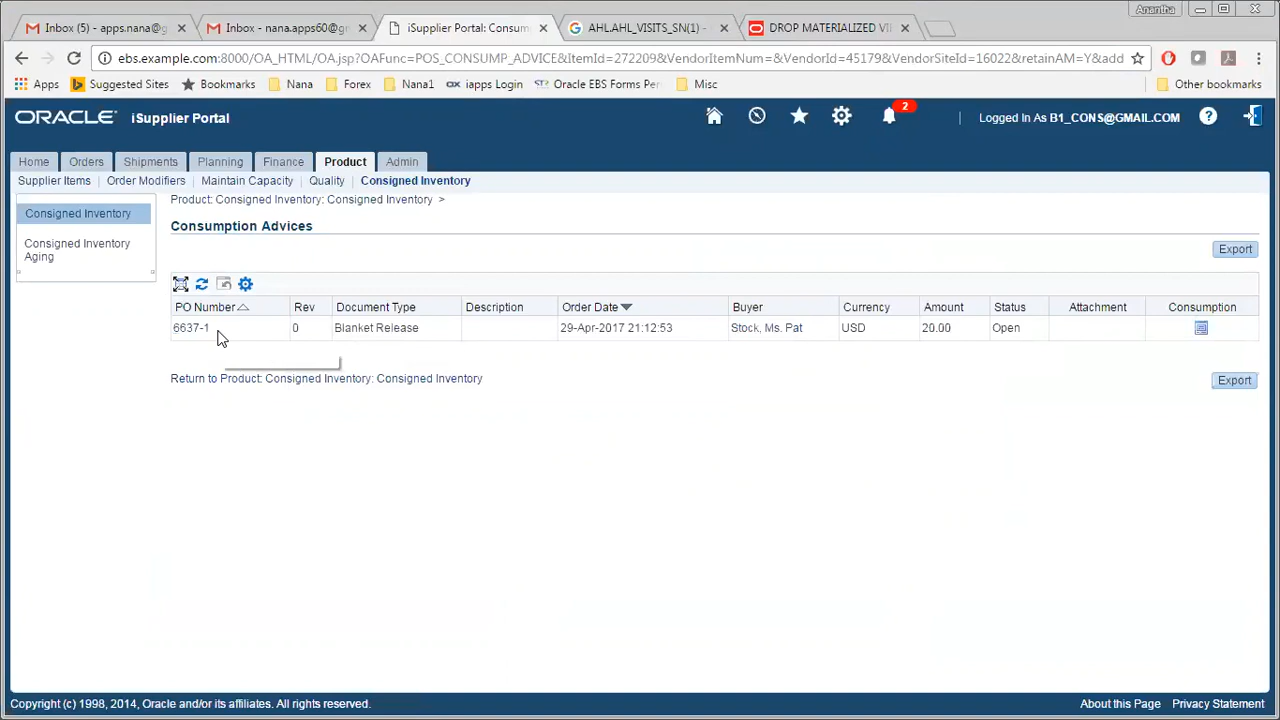 Anantha
Inbox (5) - apps.nana@g
Inbox - nana.apps60@gm
iSupplier Portal: Consum
AHLAHL_VISITS_SN(1) -
DROP MATERIALIZED VI
ebs.example.com:8000/OA_HTML/OA.jsp?OAFunc=POS_CONSUMP_ADVICE&ItemId=272209&VendorItemNum=&VendorId=45179&VendorSiteId=16022&retainAM=Y&add
Apps Suggested Sites Bookmarks Nana Forex Nana1 iapps Login Oracle EBS Forms Per Misc Other bookmarks
ORACLE iSupplier Portal
2
Logged In As B1_CONS@GMAIL.COM
Home Orders Shipments Planning Finance Product Admin
Supplier Items Order Modifiers Maintain Capacity Quality Consigned Inventory
Consigned Inventory
Consigned Inventory
Aging
Product: Consigned Inventory: Consigned Inventory >
Consumption Advices
Export
PO Number Rev Document Type Description Order Date Buyer Currency Amount Status Attachment Consumption
6637-1 0 Blanket Release 29-Apr-2017 21:12:53 Stock, Ms. Pat USD 20.00 Open
Return to Product: Consigned Inventory: Consigned Inventory
Export
Copyright (c) 1998, 2014, Oracle and/or its affiliates. All rights reserved.
About this Page Privacy Statement